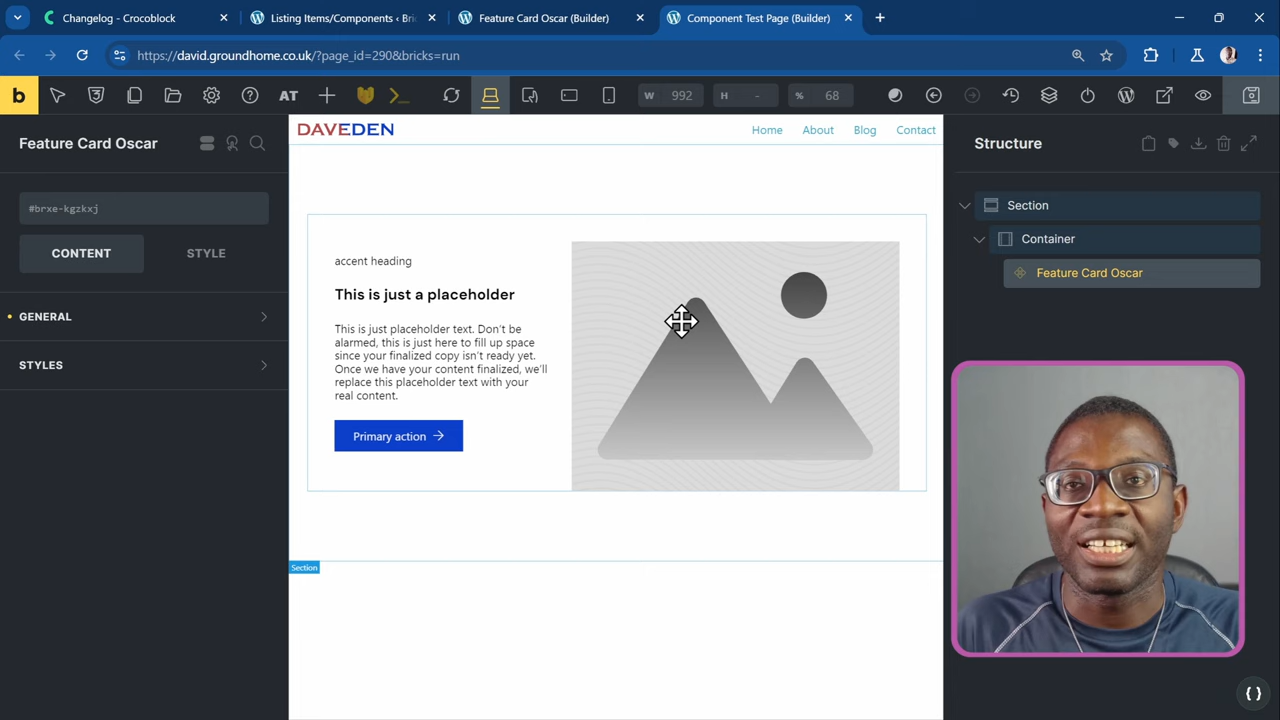 Changelog - Crocoblock
Listing Items/Components ‹ Bri
Feature Card Oscar (Builder)
Component Test Page (Builder)
https://david.groundhome.co.uk/?page_id=290&bricks=run
b
AT
W 992
H -
% 68
Feature Card Oscar
#brxe-kgzkxj
CONTENT
STYLE
GENERAL
STYLES
DAVEDEN
Home
About
Blog
Contact
accent heading
This is just a placeholder
This is just placeholder text. Don't be
alarmed, this is just here to fill up space
since your finalized copy isn't ready yet.
Once we have your content finalized, we'll
replace this placeholder text with your
real content.
Primary action
Section
Structure
Section
Container
Feature Card Oscar